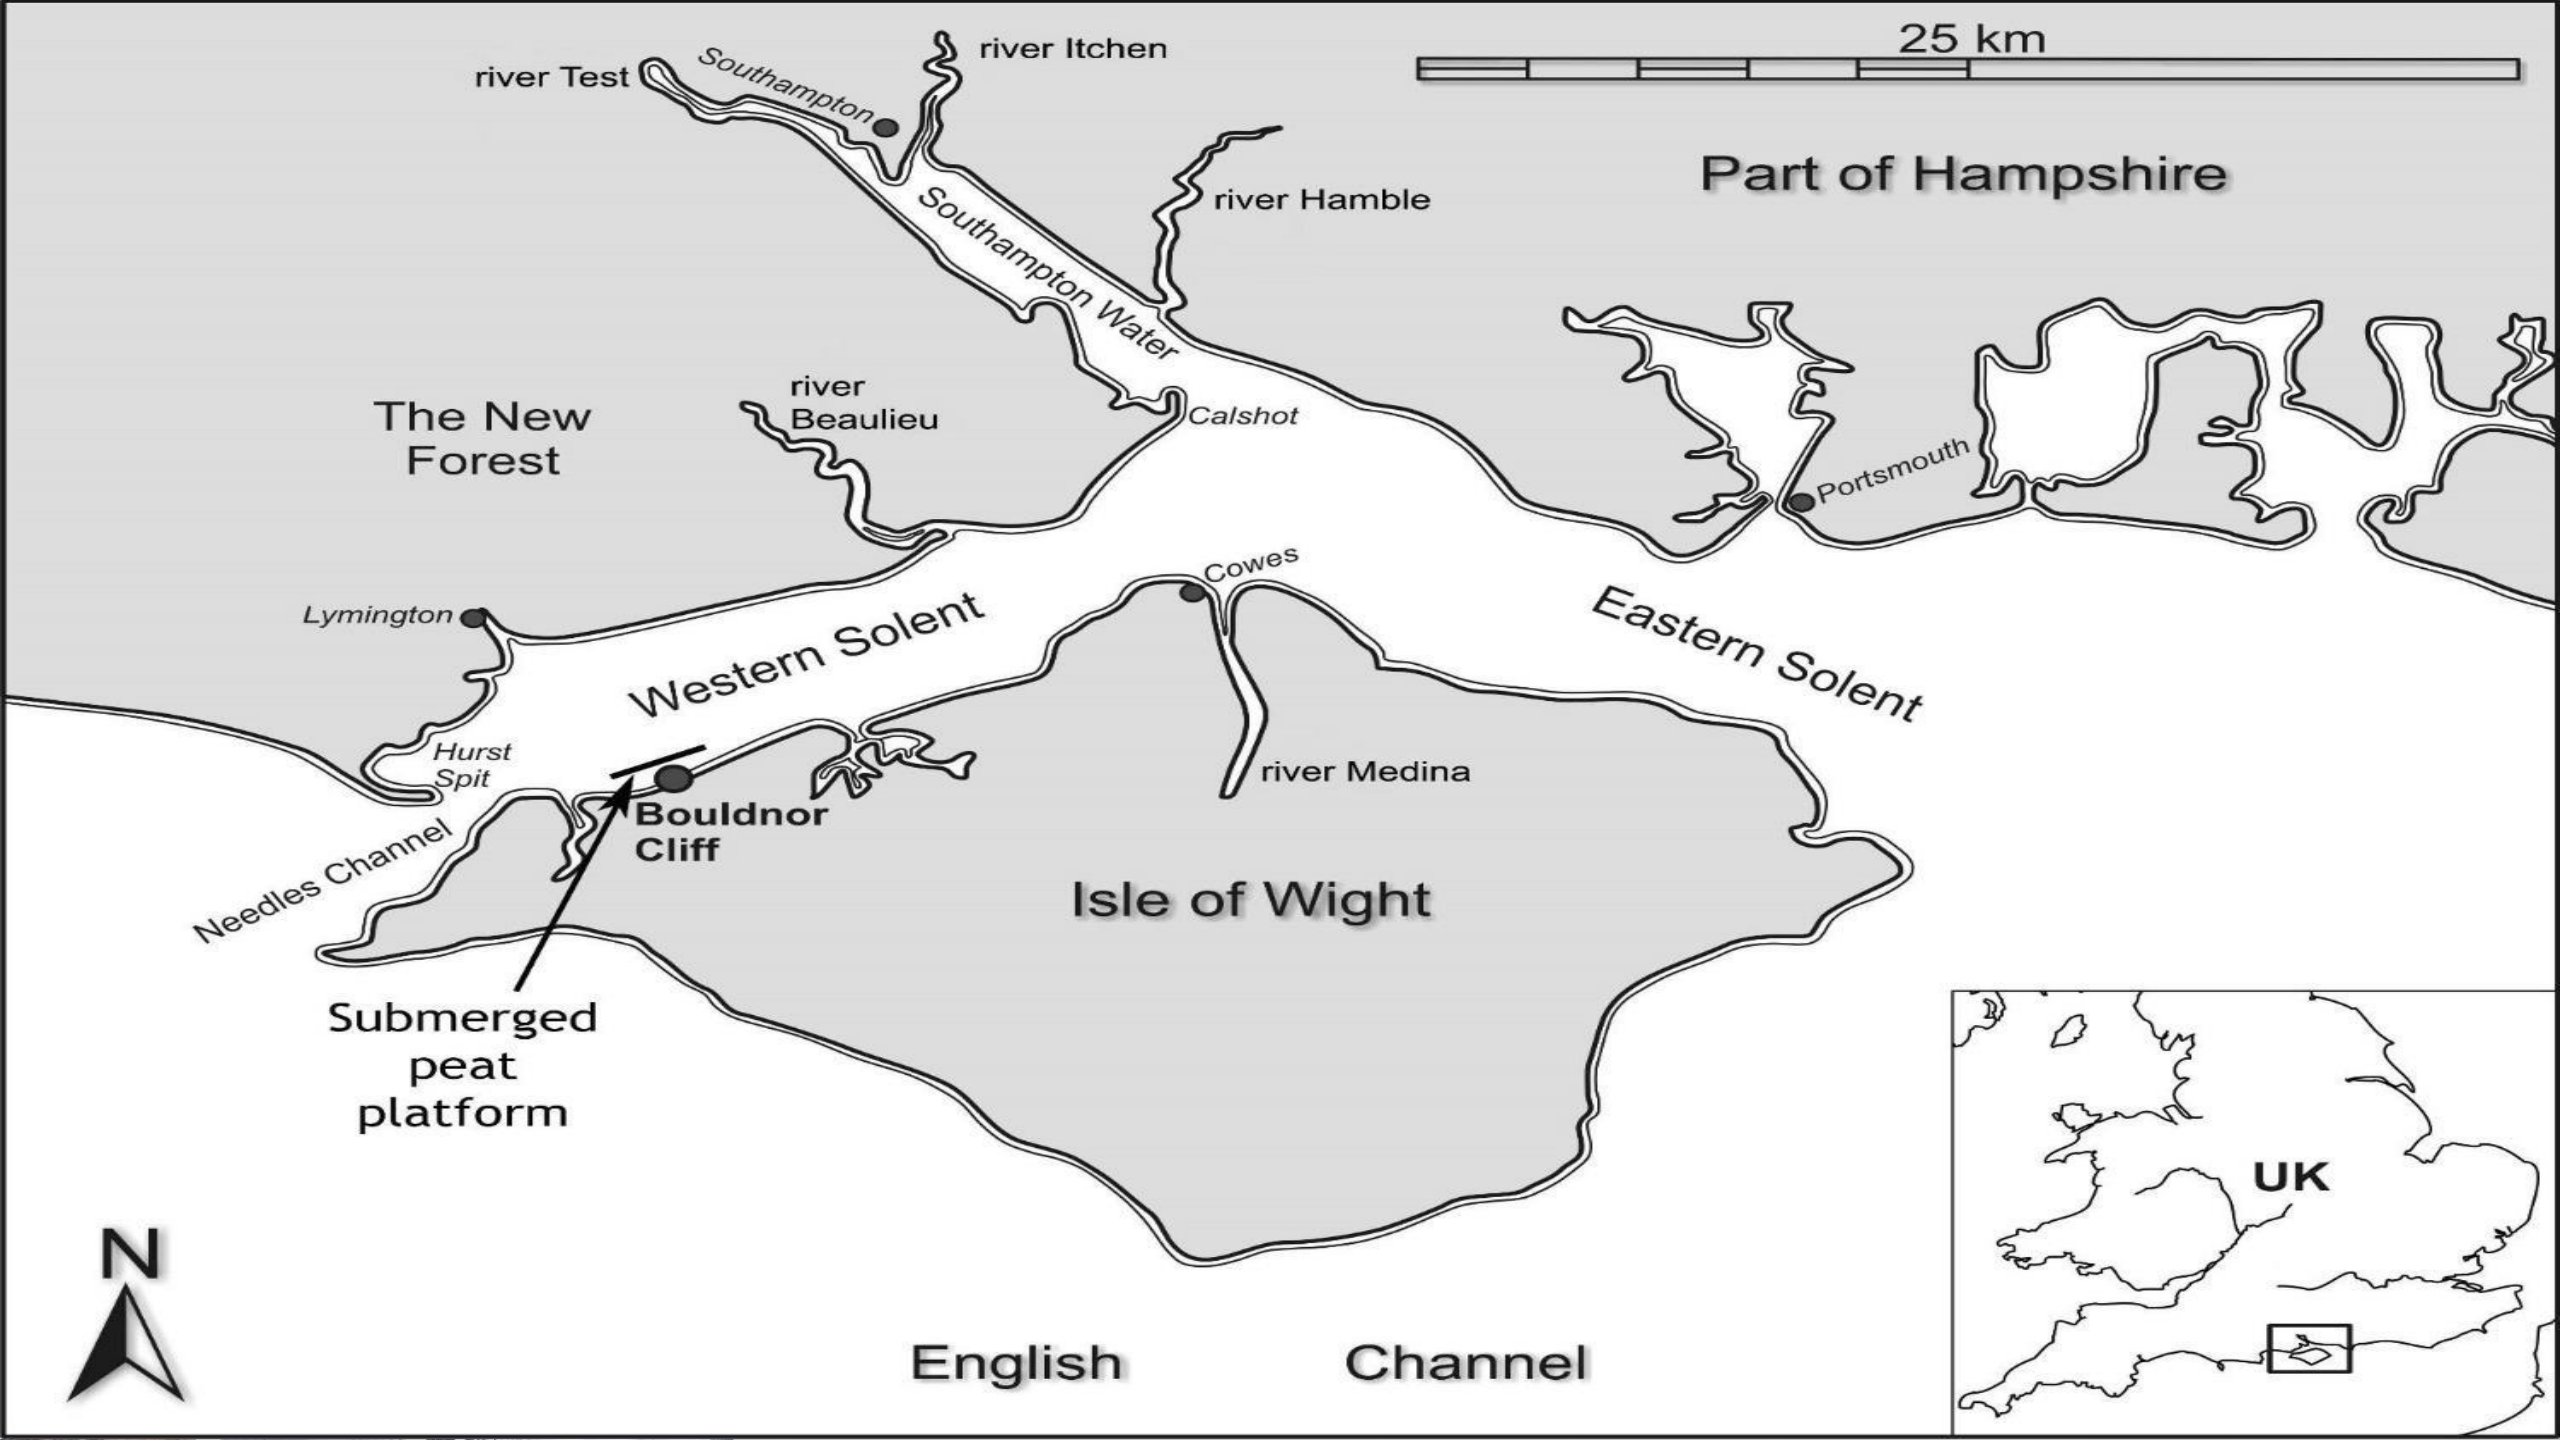 25 km
river Itchen
Southampton
river Test
Part of Hampshire
river Hamble
Southampton Water
river
Beaulieu
The New
Forest
Calshot
Portsmouth
Cowes
Lymington
Western Solent
Eastern Solent
Hurst
Spit
river Medina
Bouldnor
Cliff
Needles Channel
Isle of Wight
Submerged
peat
platform
UK
N
English Channel